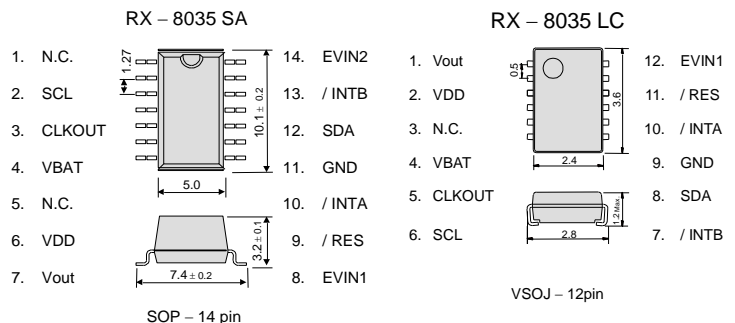 RX – 8035 SA
1. N.C.
2. SCL
3. CLKOUT
4. VBAT
5. N.C.
6. VDD
7. Vout
1.27
10.1 ± 0.2
5.0
3.2 ± 0.1
7.4 ± 0.2
14. EVIN2
13. / INTB
12. SDA
11. GND
10. / INTA
9. / RES
8. EVIN1
SOP – 14 pin
RX – 8035 LC
1. Vout
2. VDD
3. N.C.
4. VBAT
5. CLKOUT
6. SCL
0.5
3.6
2.4
1.2 Max.
2.8
12. EVIN1
11. / RES
10. / INTA
9. GND
8. SDA
7. / INTB
VSOJ – 12pin